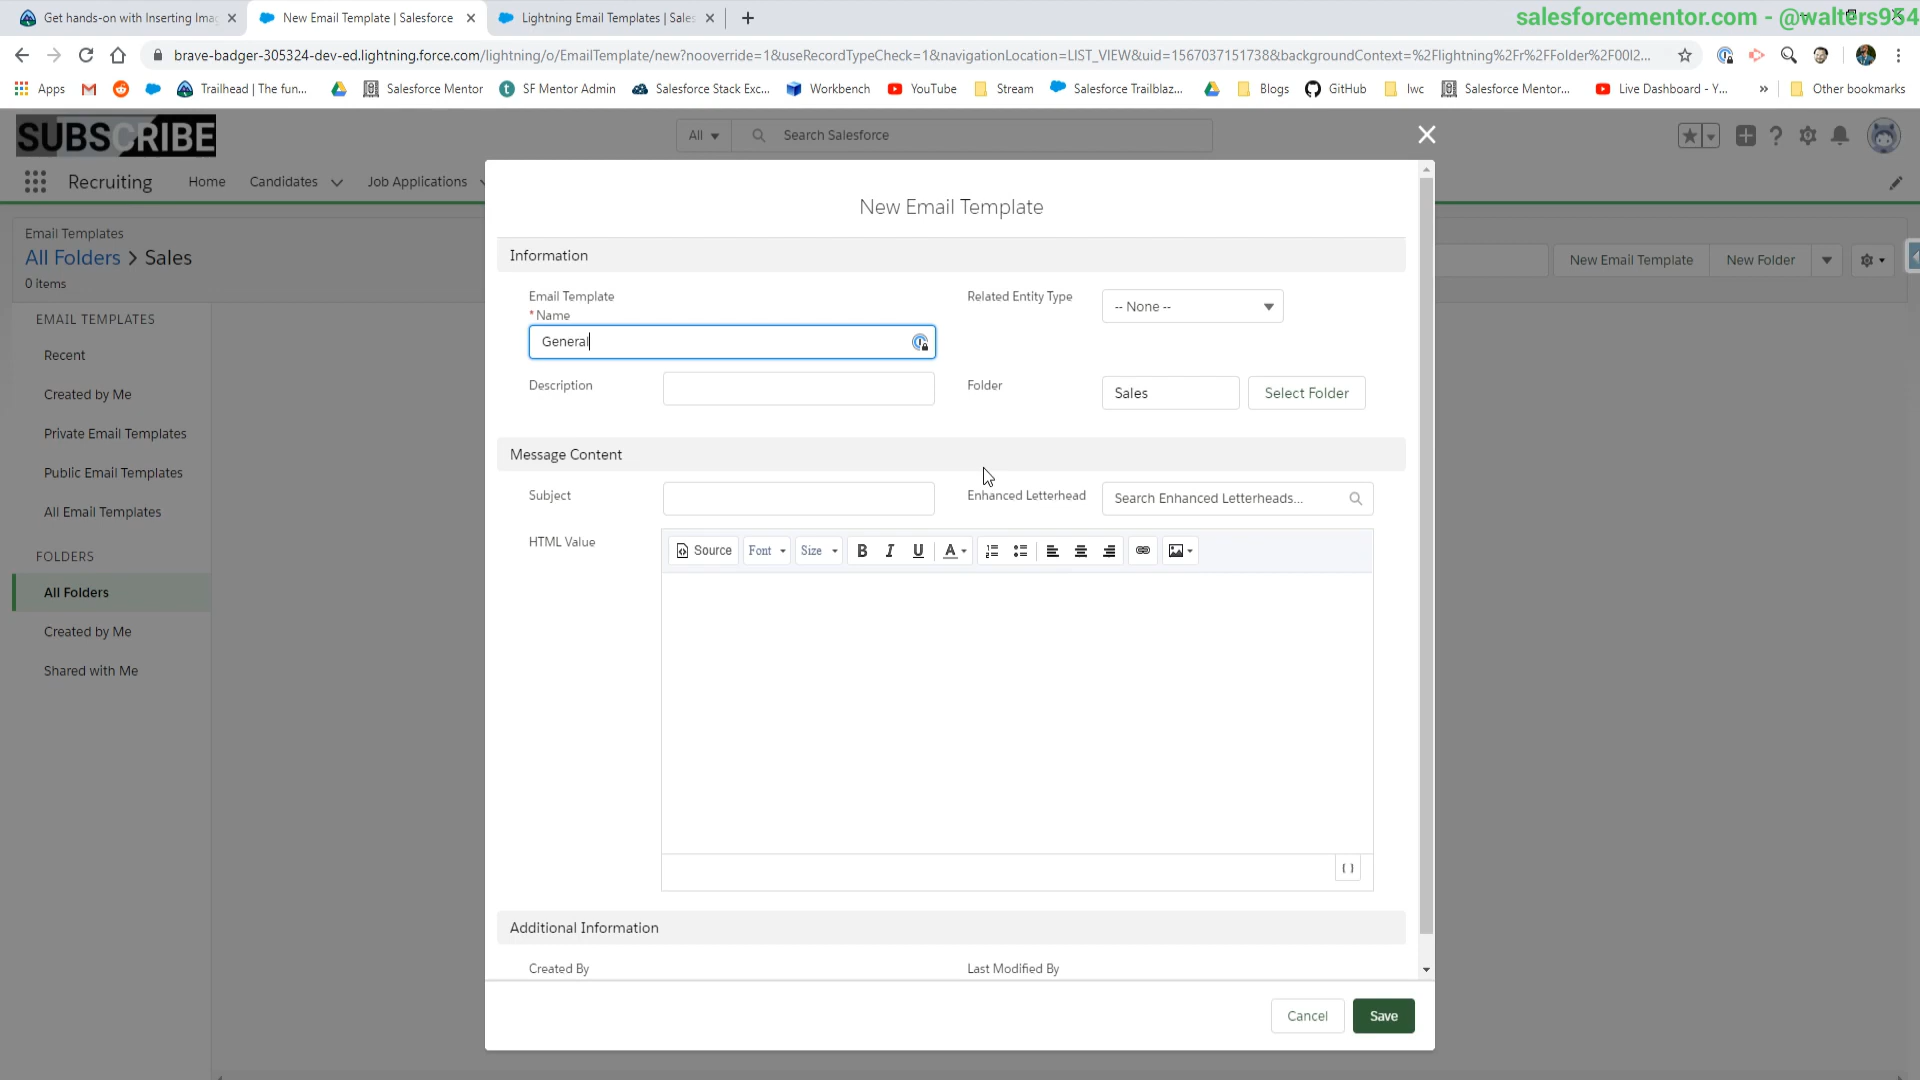 Get hands-on with Inserting Imag
New Email Template | Salesforce
Lightning Email Templates | Sales
salesforcementor.com - @walters954
brave-badger-305324-dev-ed.lightning.force.com/lightning/o/EmailTemplate/new?nooverride=1&useRecordTypeCheck=1&navigationLocation=LIST_VIEW&uid=1567037151738&backgroundContext=%2Flightning%2Fr%2FFolder%2F00l2...
Apps
Trailhead | The fun...
Salesforce Mentor
SF Mentor Admin
Salesforce Stack Exc...
Workbench
YouTube
Stream
Salesforce Trailblaz...
Blogs
GitHub
lwc
Salesforce Mentor...
Live Dashboard - Y...
»
Other bookmarks
SUBSCRIBE
All
Search Salesforce
Recruiting
Home
Candidates
Job Applications
Email Templates
All Folders > Sales
0 items
New Email Template
New Folder
EMAIL TEMPLATES
Recent
Created by Me
Private Email Templates
Public Email Templates
All Email Templates
FOLDERS
All Folders
Created by Me
Shared with Me
New Email Template
Information
Email Template
*Name
General
Related Entity Type
-- None --
Description
Folder
Sales
Select Folder
Message Content
Subject
Enhanced Letterhead
Search Enhanced Letterheads...
HTML Value
Source
Font
Size
B
I
U
A
{ }
Additional Information
Created By
Last Modified By
Cancel
Save